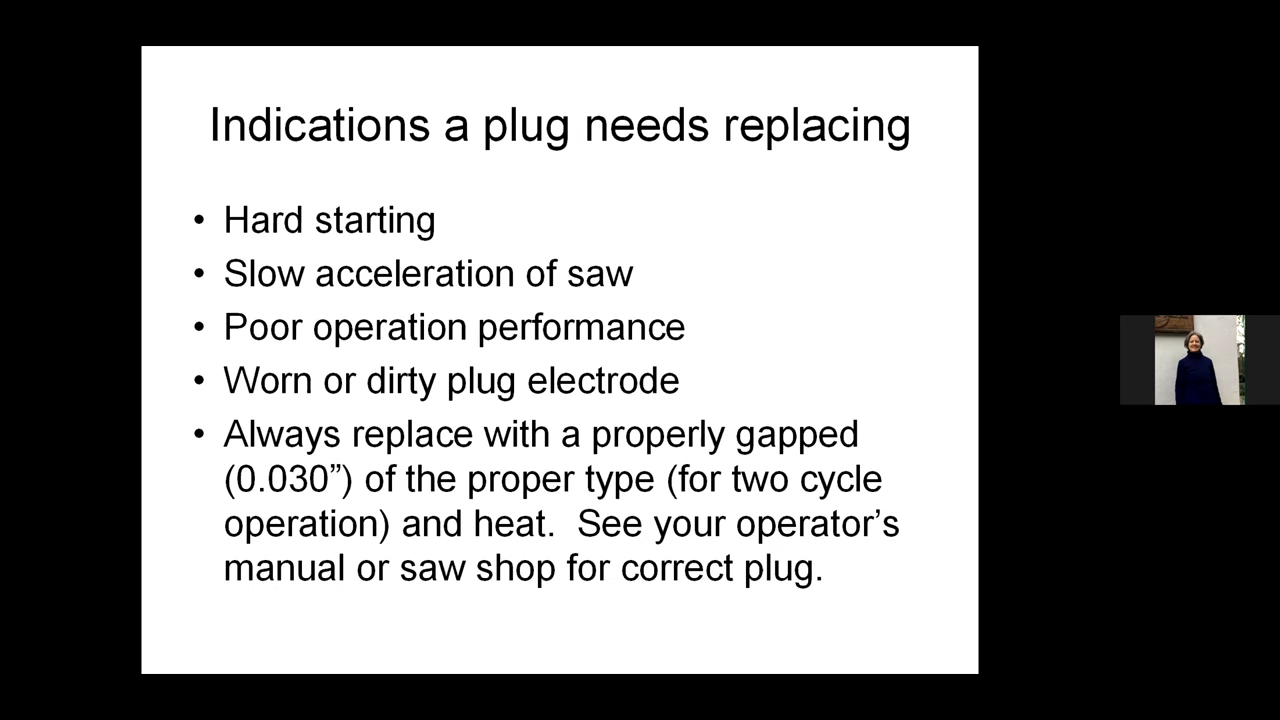 Indications a plug needs replacing
• Hard starting
• Slow acceleration of saw
• Poor operation performance
• Worn or dirty plug electrode
• Always replace with a properly gapped
(0.030”) of the proper type (for two cycle
operation) and heat.  See your operator’s
manual or saw shop for correct plug.